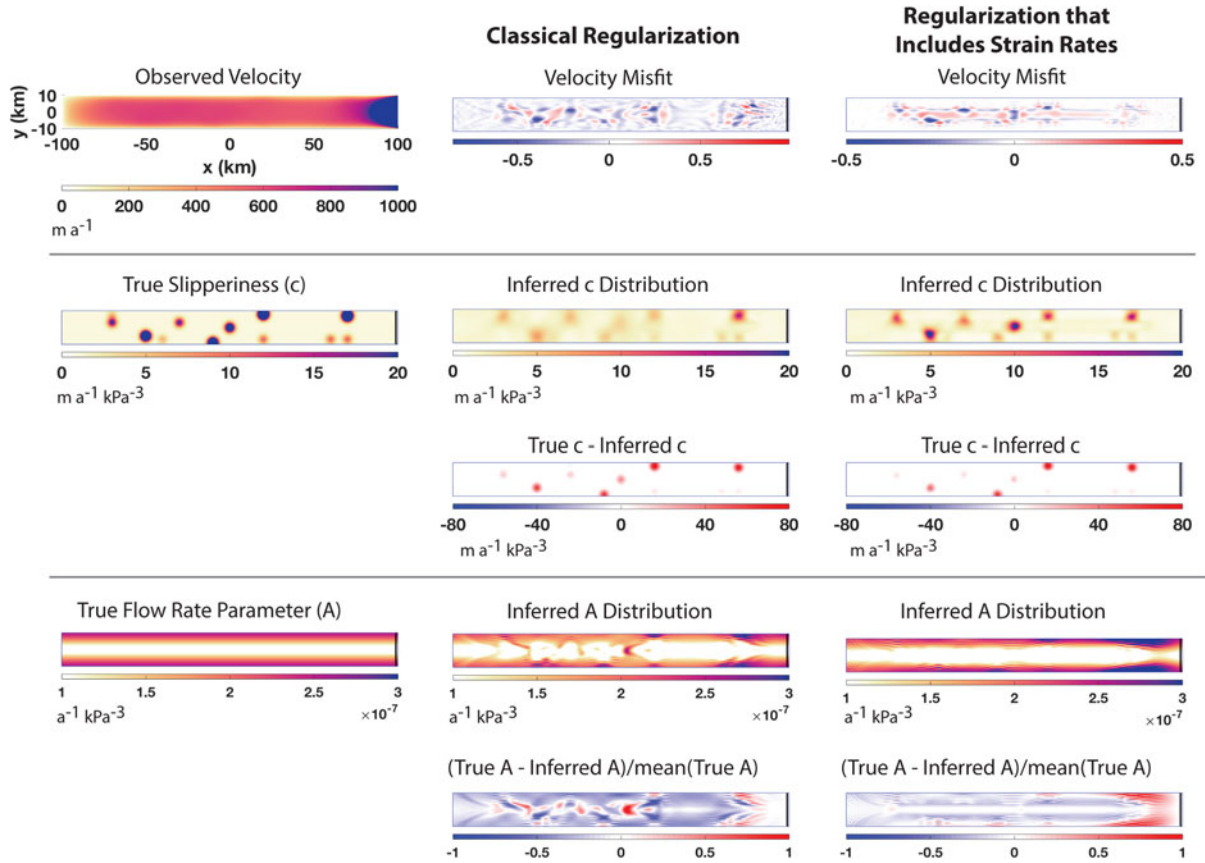 Classical Regularization
Regularization that
Includes Strain Rates
Observed Velocity
Velocity Misfit
Velocity Misfit
y (km)
10
0
-10
-100 -50 0 50 100
x (km)
0 200 400 600 800 1000
m a⁻¹
-0.5 0 0.5
-0.5 0 0.5
True Slipperiness (c)
Inferred c Distribution
Inferred c Distribution
0 5 10 15 20
m a⁻¹ kPa⁻³
0 5 10 15 20
m a⁻¹ kPa⁻³
0 5 10 15 20
m a⁻¹ kPa⁻³
True c - Inferred c
True c - Inferred c
-80 -40 0 40 80
m a⁻¹ kPa⁻³
-80 -40 0 40 80
m a⁻¹ kPa⁻³
True Flow Rate Parameter (A)
Inferred A Distribution
Inferred A Distribution
1 1.5 2 2.5 3
a⁻¹ kPa⁻³ ×10⁻⁷
1 1.5 2 2.5 3
a⁻¹ kPa⁻³ ×10⁻⁷
1 1.5 2 2.5 3
a⁻¹ kPa⁻³ ×10⁻⁷
(True A - Inferred A)/mean(True A)
(True A - Inferred A)/mean(True A)
-1 -0.5 0 0.5 1
-1 -0.5 0 0.5 1